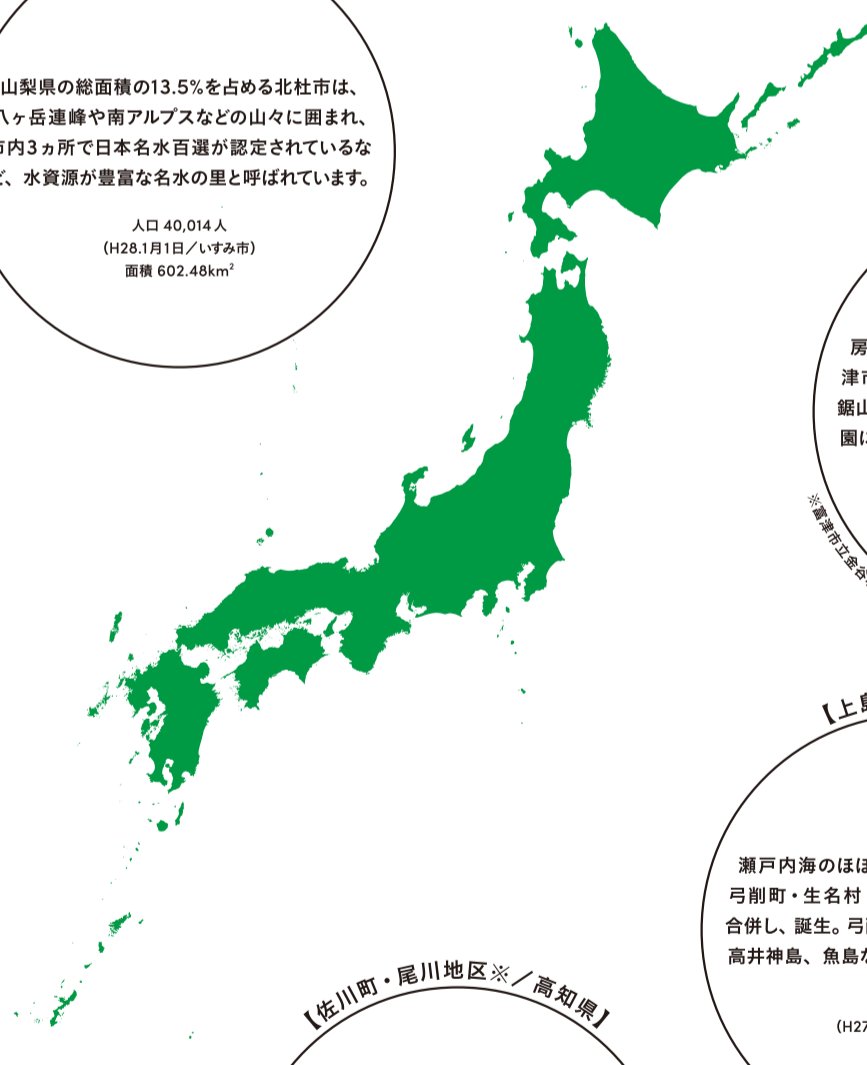 山梨県の総面積の13.5%を占める北杜市は、
八ヶ岳連峰や南アルプスなどの山々に囲まれ、
市内3ヵ所で日本名水百選が認定されているな
ど、水資源が豊富な名水の里と呼ばれています。
人口 40,014人
(H28.1月1日/いすみ市)
面積 602.48km²
房
津市
鋸山
園に
※富津市立金谷
【上島
瀬戸内海のほぼ
弓削町・生名村
合併し、誕生。弓削
高井神島、魚島な
(H27
【佐川町・尾川地区※/高知県】